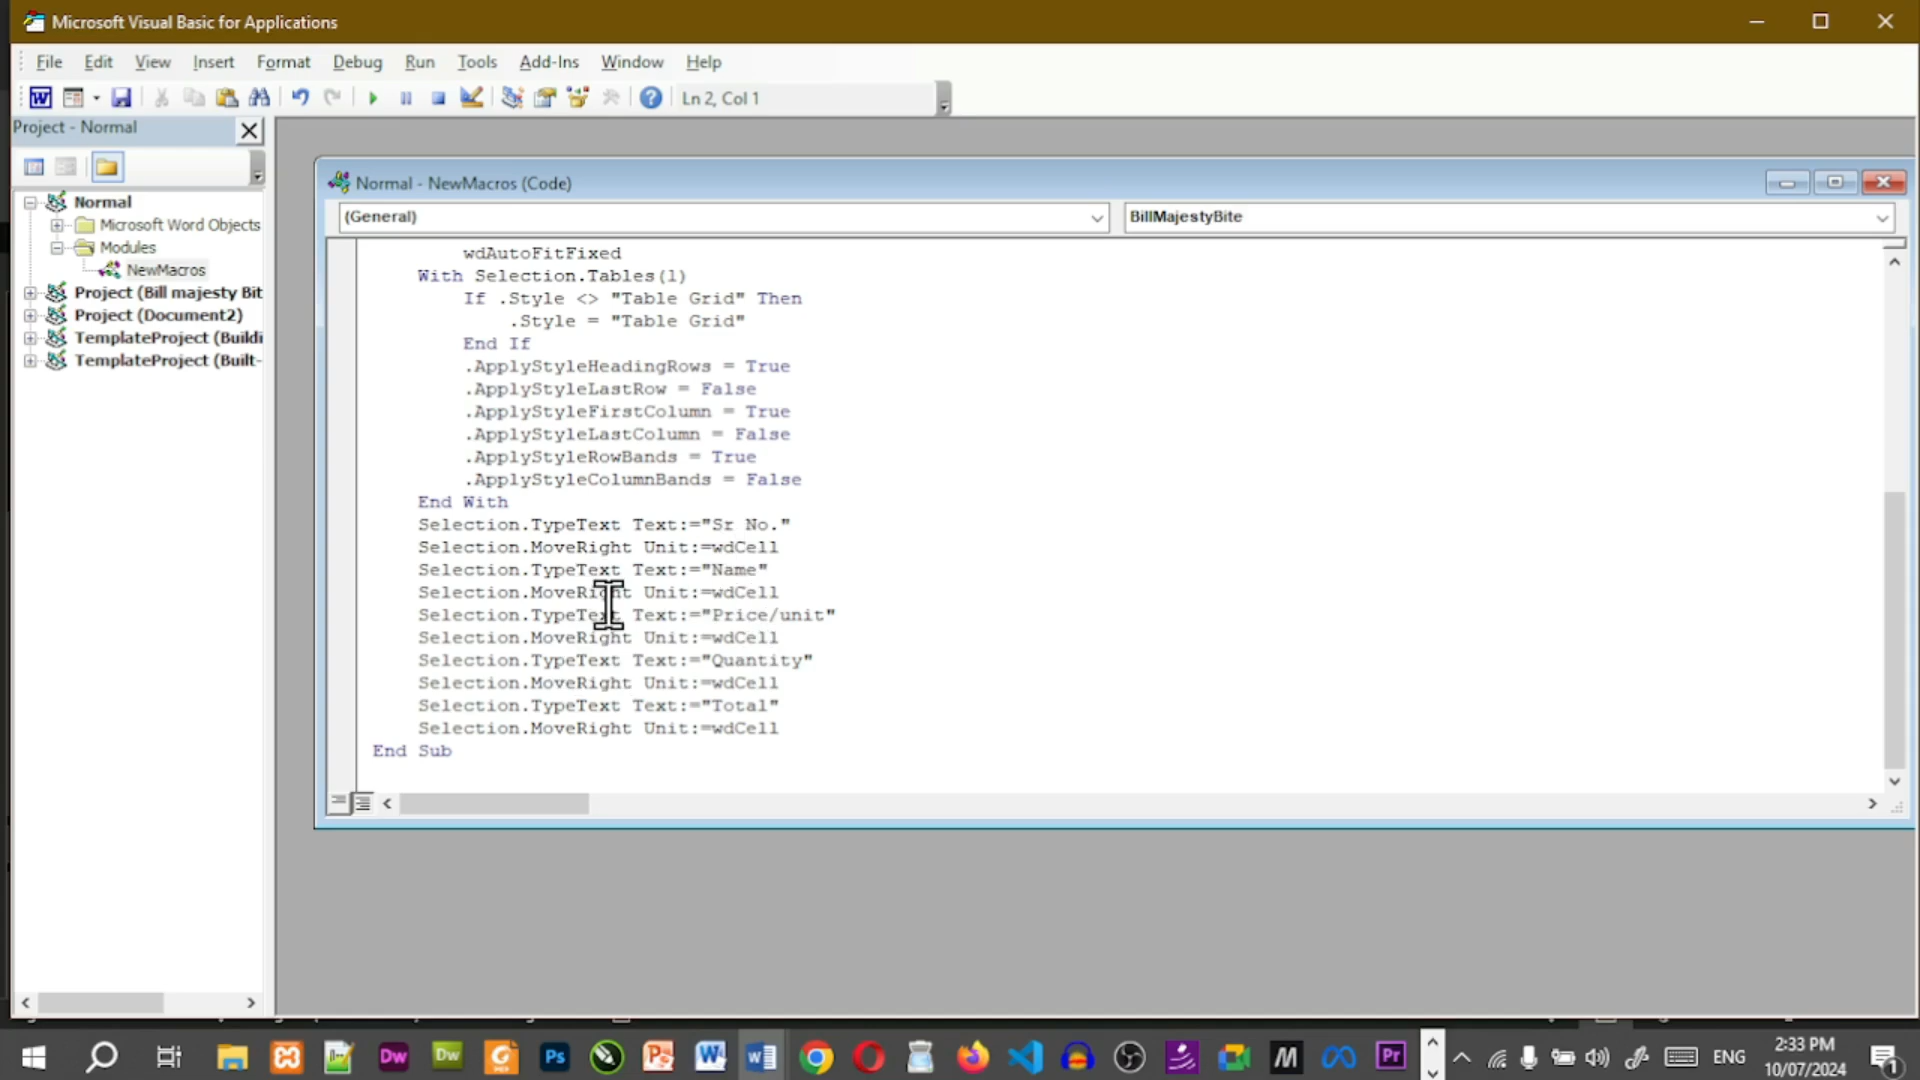 Microsoft Visual Basic for Applications
File Edit View Insert Format Debug Run Tools Add-Ins Window Help
Ln 2, Col 1
Project - Normal
Normal
Microsoft Word Objects
Modules
NewMacros
Project (Bill majesty Bit
Project (Document2)
TemplateProject (Buildi
TemplateProject (Built-
Normal - NewMacros (Code)
(General)
BillMajestyBite
wdAutoFitFixed
With Selection.Tables(1)
If .Style <> "Table Grid" Then
.Style = "Table Grid"
End If
.ApplyStyleHeadingRows = True
.ApplyStyleLastRow = False
.ApplyStyleFirstColumn = True
.ApplyStyleLastColumn = False
.ApplyStyleRowBands = True
.ApplyStyleColumnBands = False
End With
Selection.TypeText Text:="Sr No."
Selection.MoveRight Unit:=wdCell
Selection.TypeText Text:="Name"
Selection.MoveRight Unit:=wdCell
Selection.TypeText Text:="Price/unit"
Selection.MoveRight Unit:=wdCell
Selection.TypeText Text:="Quantity"
Selection.MoveRight Unit:=wdCell
Selection.TypeText Text:="Total"
Selection.MoveRight Unit:=wdCell
End Sub
Dw
Dw
Ps
Pr
ENG
2:33 PM
10/07/2024
1